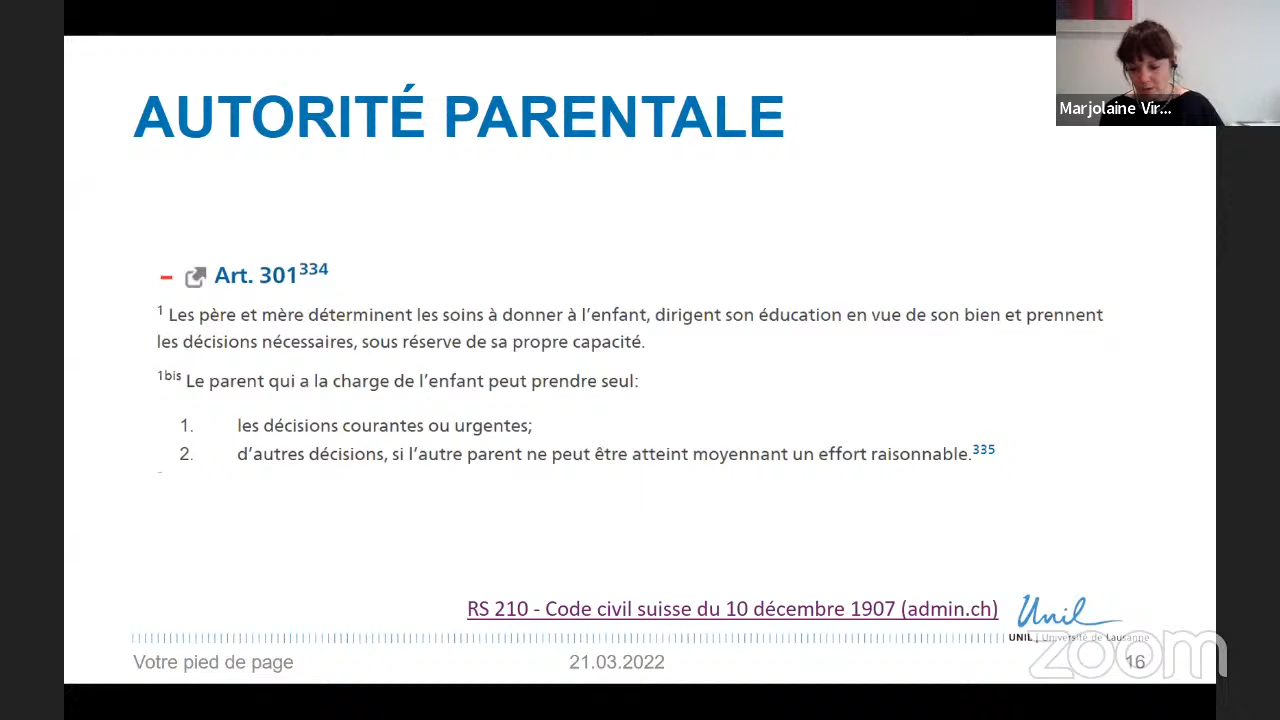 AUTORITÉ PARENTALE
Marjolaine Vir...
Art. 301334
1 Les père et mère déterminent les soins à donner à l'enfant, dirigent son éducation en vue de son bien et prennent
les décisions nécessaires, sous réserve de sa propre capacité.
1bis Le parent qui a la charge de l'enfant peut prendre seul:
1. les décisions courantes ou urgentes;
2. d'autres décisions, si l'autre parent ne peut être atteint moyennant un effort raisonnable.335
RS 210 - Code civil suisse du 10 décembre 1907 (admin.ch)
Unil
UNIL | Université de Lausanne
Votre pied de page
21.03.2022
16
zoom